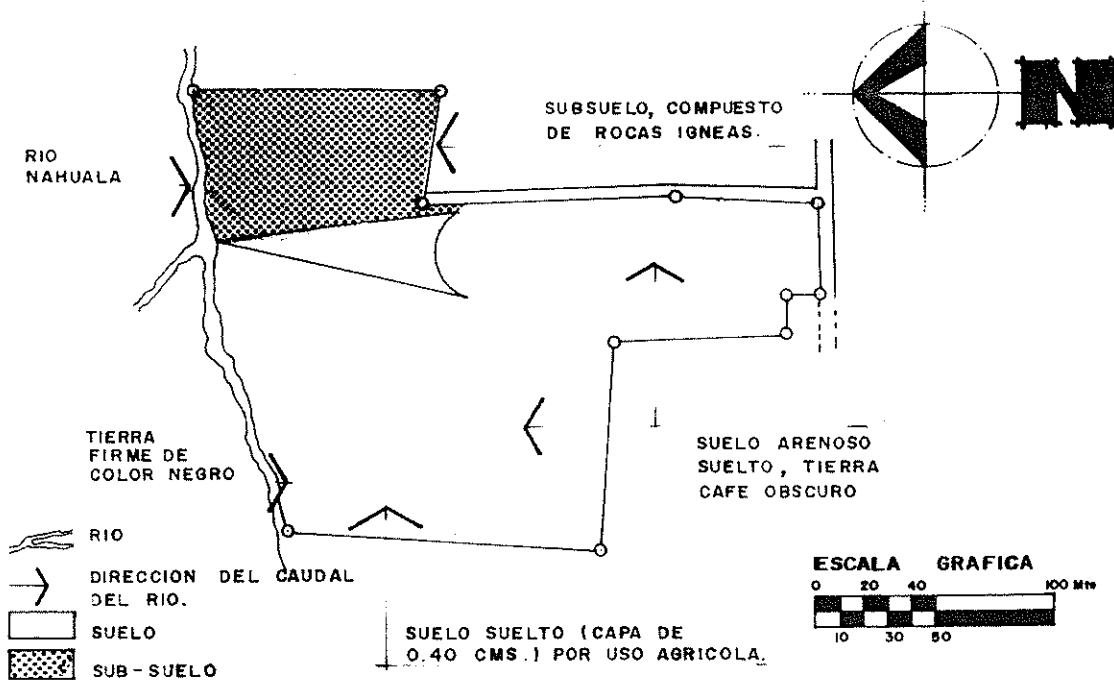 N
SUBSUELO, COMPUESTO
DE ROCAS IGNEAS.
RIO
NAHUALA
TIERRA
FIRME DE
COLOR NEGRO
SUELO ARENOSO
SUELTO, TIERRA
CAFE OBSCURO
RIO
DIRECCION DEL CAUDAL
DEL RIO.
SUELO
SUB-SUELO
SUELO SUELTO (CAPA DE
0.40 CMS.) POR USO AGRICOLA.
ESCALA GRAFICA
0 20 40 100 Mts
10 30 50